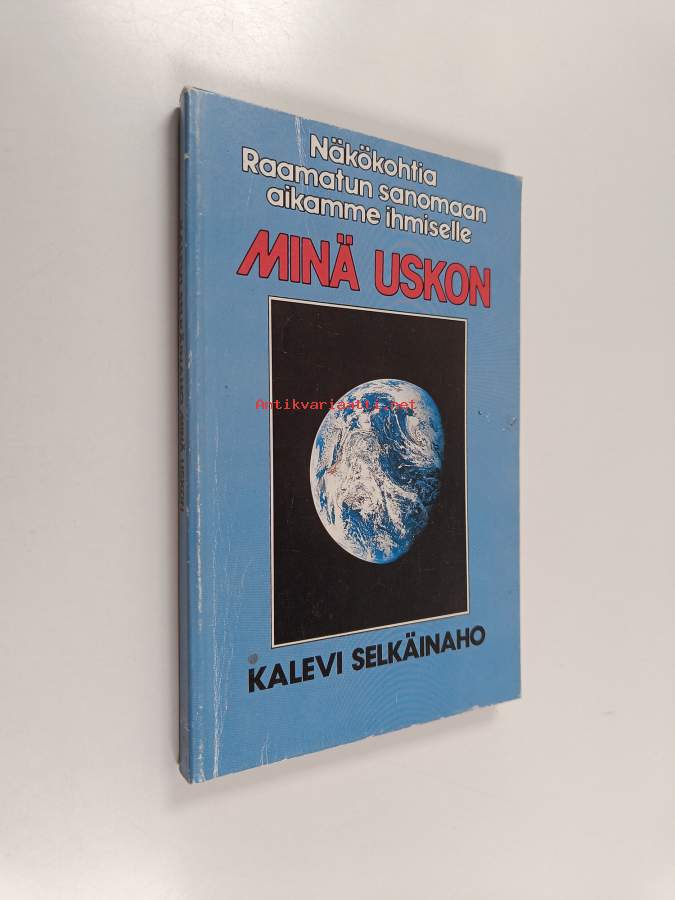 Näkökohtia
Raamatun sanomaan
aikamme ihmiselle
MINÄ USKON
Antikvariaatti.net
KALEVI SELKÄINAHO